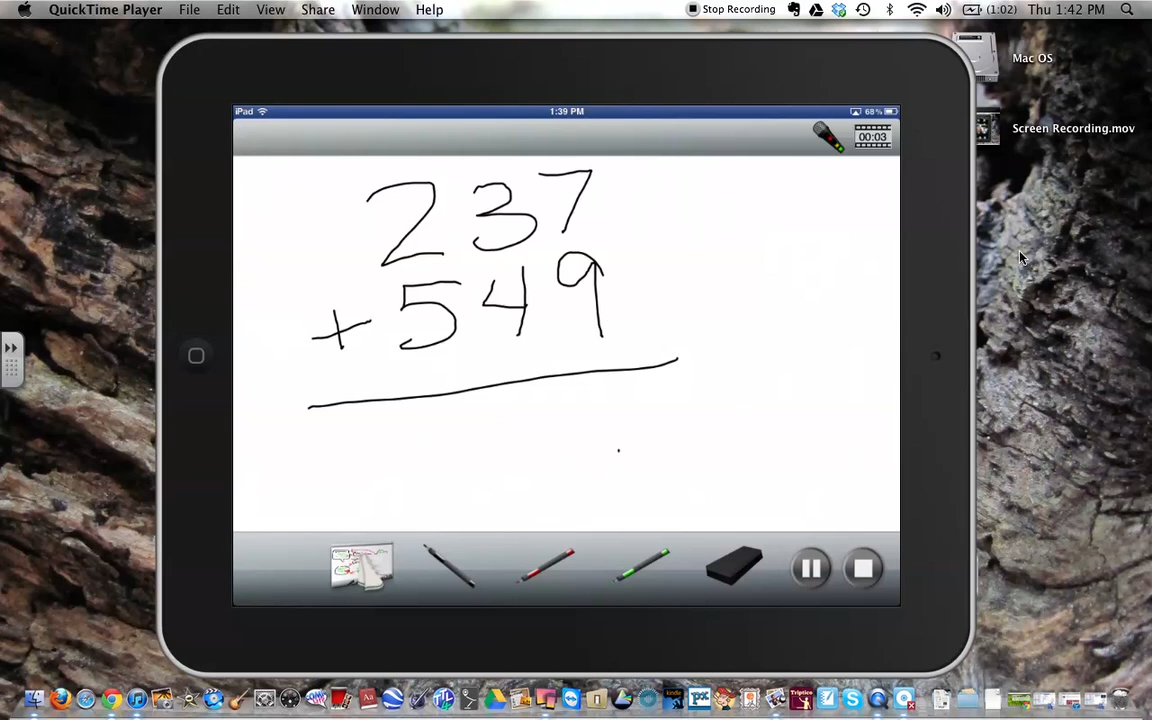 QuickTime Player File Edit View Share Window Help Stop Recording (1:02) Thu 1:42 PM
Mac OS
Screen Recording.mov
iPad 1:39 PM 68%
00:03
237
+ 549